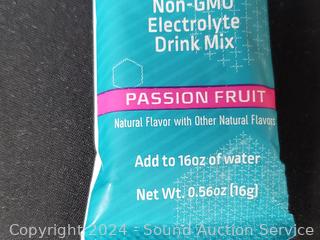 Non-GMO
Electrolyte
Drink Mix
PASSION FRUIT
Natural Flavor with Other Natural Flavors
Add to 16oz of water
Net Wt. 0.56oz (16g)
Copyright 2024 - Sound Auction Service